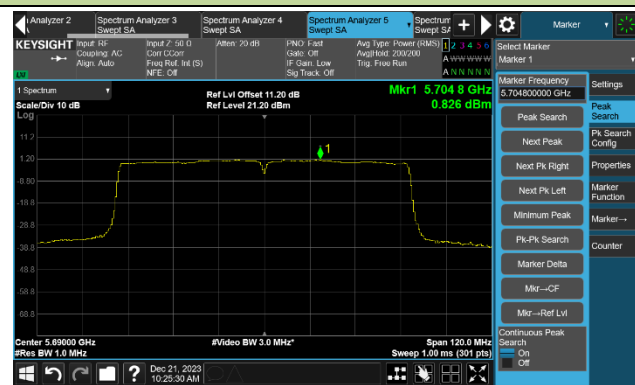 Analyzer 2
Swept SA
Spectrum Analyzer 3
Swept SA
Spectrum Analyzer 4
Swept SA
Spectrum Analyzer 5
Swept SA
Spectrum
Swept SA
+
Marker
KEYSIGHT
Input: RF
Coupling: AC
Align: Auto
Input Z: 50 Ω
Corr CCorr
Freq Ref: Int (S)
NFE: Off
Atten: 20 dB
PNO: Fast
Gate: Off
IF Gain: Low
Sig Track: Off
Avg Type: Power (RMS)
Avg|Hold: 200/200
Trig: Free Run
1 2 3 4 5 6
A W W W W W
A N N N N N
LXI
1 Spectrum
Scale/Div 10 dB
Log
Ref Lvl Offset 11.20 dB
Ref Level 21.20 dBm
Mkr1 5.704 8 GHz
0.826 dBm
11.2
1.20
-8.80
-18.8
-28.8
-38.8
-48.8
-58.8
-68.8
1
Center 5.69000 GHz
#Res BW 1.0 MHz
#Video BW 3.0 MHz*
Span 120.0 MHz
Sweep 1.00 ms (301 pts)
Select Marker
Marker 1
Marker Frequency
5.704800000 GHz
Peak Search
Next Peak
Next Pk Right
Next Pk Left
Minimum Peak
Pk-Pk Search
Marker Delta
Mkr→CF
Mkr→Ref Lvl
Continuous Peak
Search
On
Off
Settings
Peak
Search
Pk Search
Config
Properties
Marker
Function
Marker→
Counter
?
Dec 21, 2023
10:25:30 AM